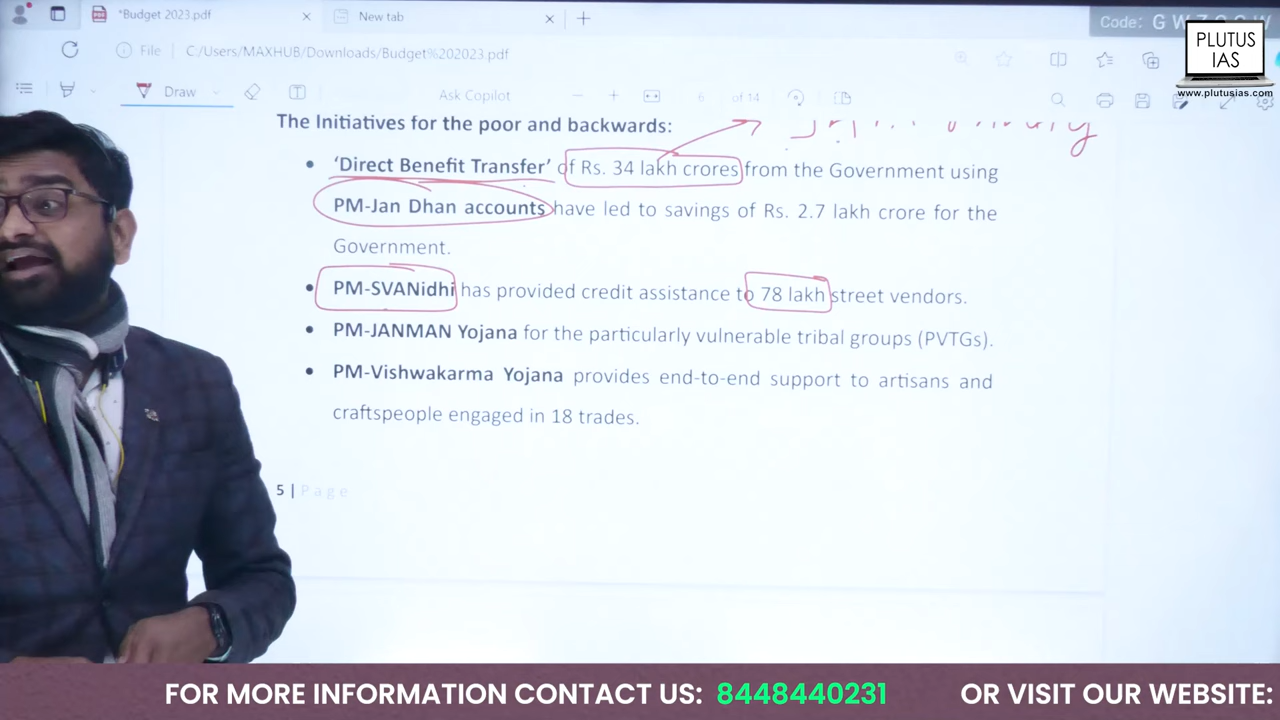 *Budget 2023.pdf
New tab
Code: G W
File
C:/Users/MAXHUB/Downloads/Budget%202023.pdf
PLUTUS
IAS
www.plutusias.com
Draw
Ask Copilot
6 of 14
The Initiatives for the poor and backwards:
• 'Direct Benefit Transfer' of Rs. 34 lakh crores from the Government using
PM-Jan Dhan accounts have led to savings of Rs. 2.7 lakh crore for the
Government.
• PM-SVANidhi has provided credit assistance to 78 lakh street vendors.
• PM-JANMAN Yojana for the particularly vulnerable tribal groups (PVTGs).
• PM-Vishwakarma Yojana provides end-to-end support to artisans and
craftspeople engaged in 18 trades.
5 | Page
FOR MORE INFORMATION CONTACT US: 8448440231 OR VISIT OUR WEBSITE: